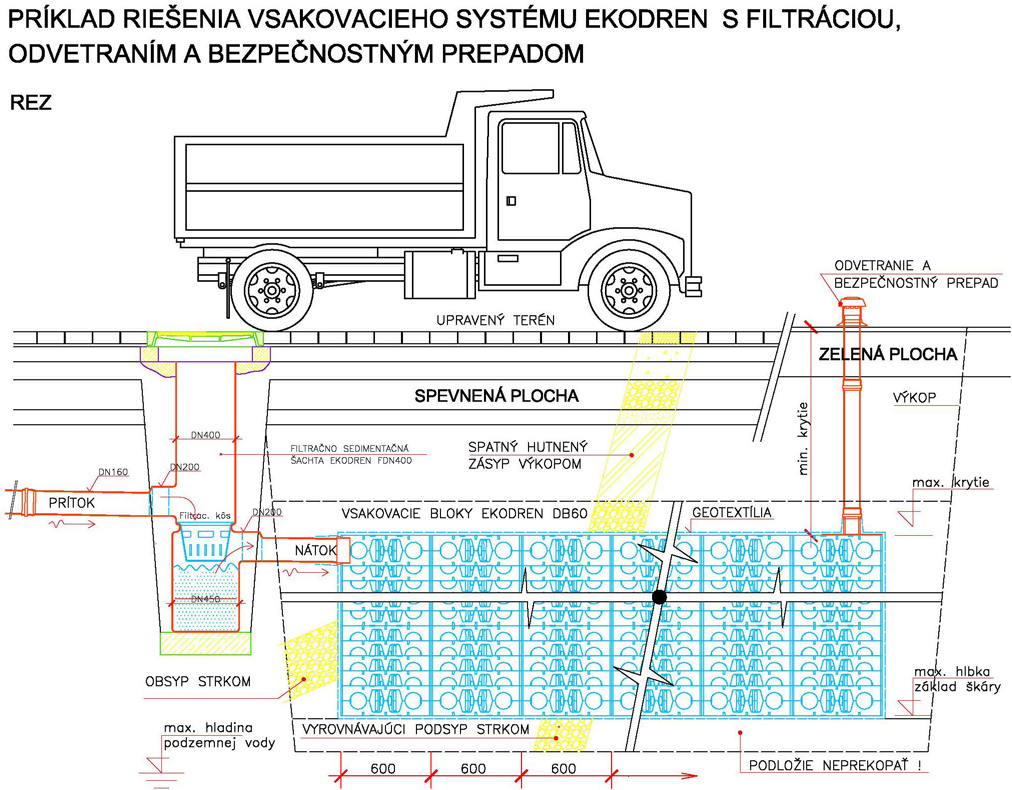 PRÍKLAD RIEŠENIA VSAKOVACIEHO SYSTÉMU EKODREN S FILTRÁCIOU,
ODVETRANÍM A BEZPEČNOSTNÝM PREPADOM
REZ
ODVETRANIE A
BEZPEČNOSTNÝ PREPAD
UPRAVENÝ TERÉN
ZELENÁ PLOCHA
SPEVNENÁ PLOCHA
VÝKOP
min. krytie
DN400
FILTRAČNO SEDIMENTAČNÁ
ŠACHTA EKODREN FDN400
SPATNÝ HUTNENÝ
ZÁSYP VÝKOPOM
DN160
DN200
PRÍTOK
max. krytie
Filtrac. kôs
DN200
VSAKOVACIE BLOKY EKODREN DB60
GEOTEXTÍLIA
NÁTOK
DN450
OBSYP STRKOM
max. hĺbka
základ škáry
max. hladina
podzemnej vody
VYROVNÁVAJÚCI PODSYP STRKOM
PODLOŽIE NEPREKOPAŤ !
600
600
600